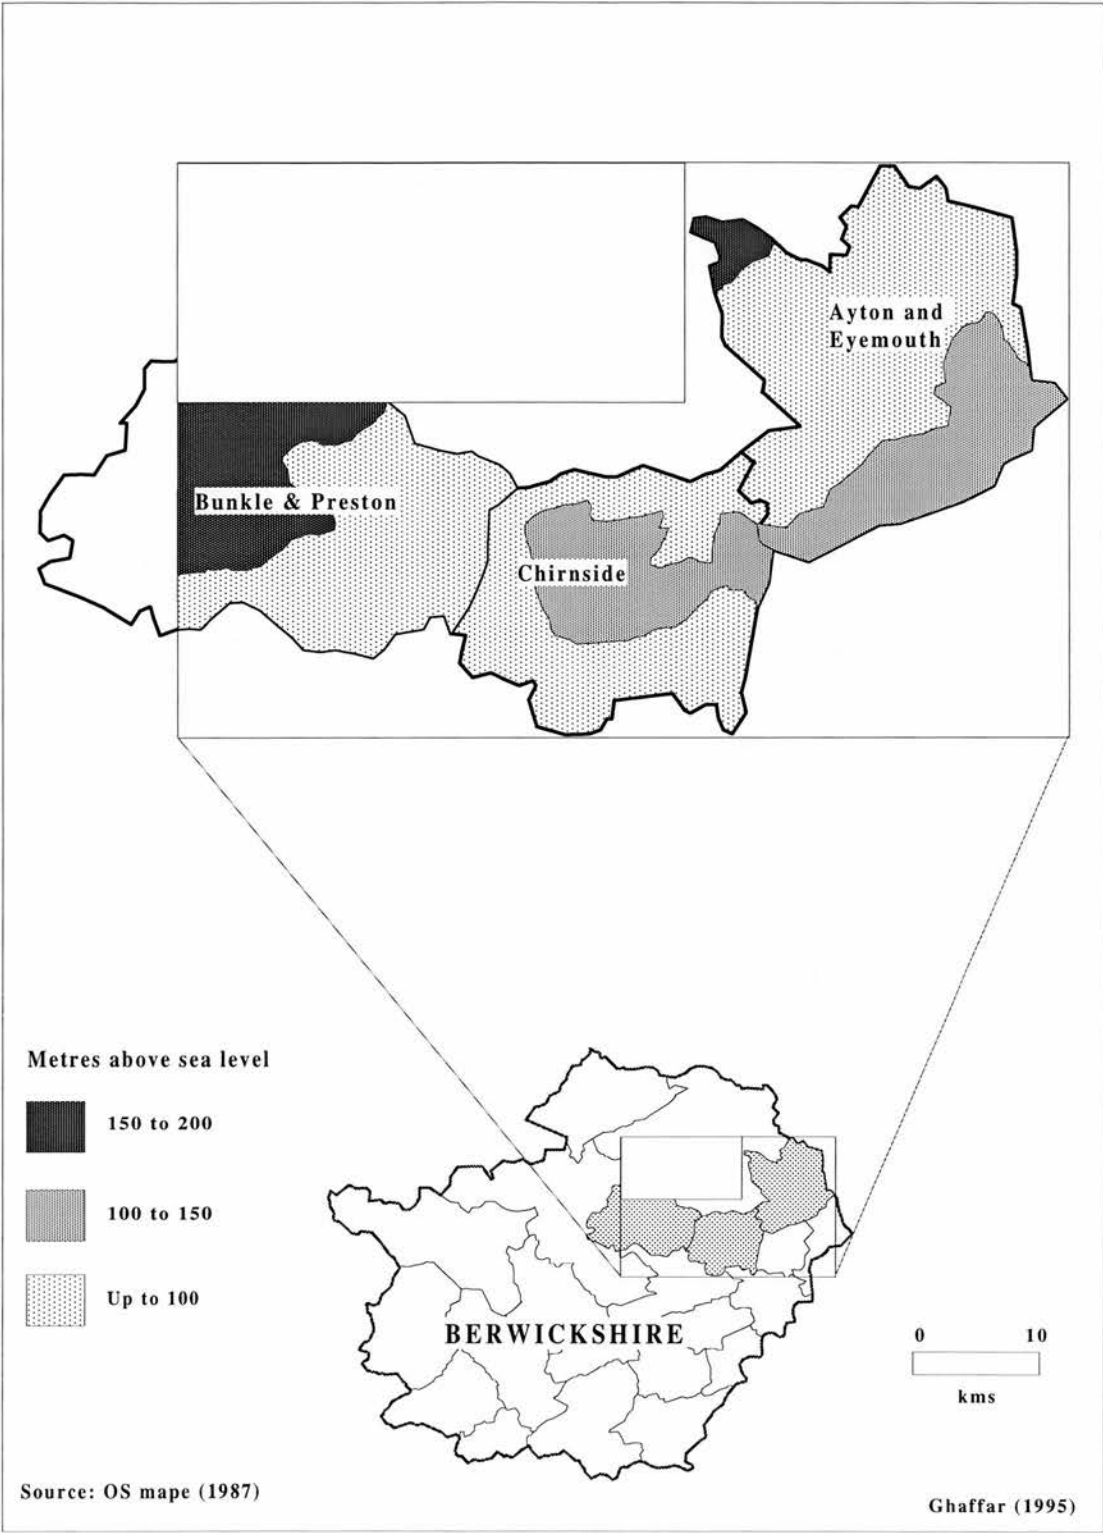 Ayton and
Eyemouth
Bunkle & Preston
Chirnside
Metres above sea level
150 to 200
100 to 150
Up to 100
BERWICKSHIRE
0 10
kms
Source: OS mape (1987)
Ghaffar (1995)